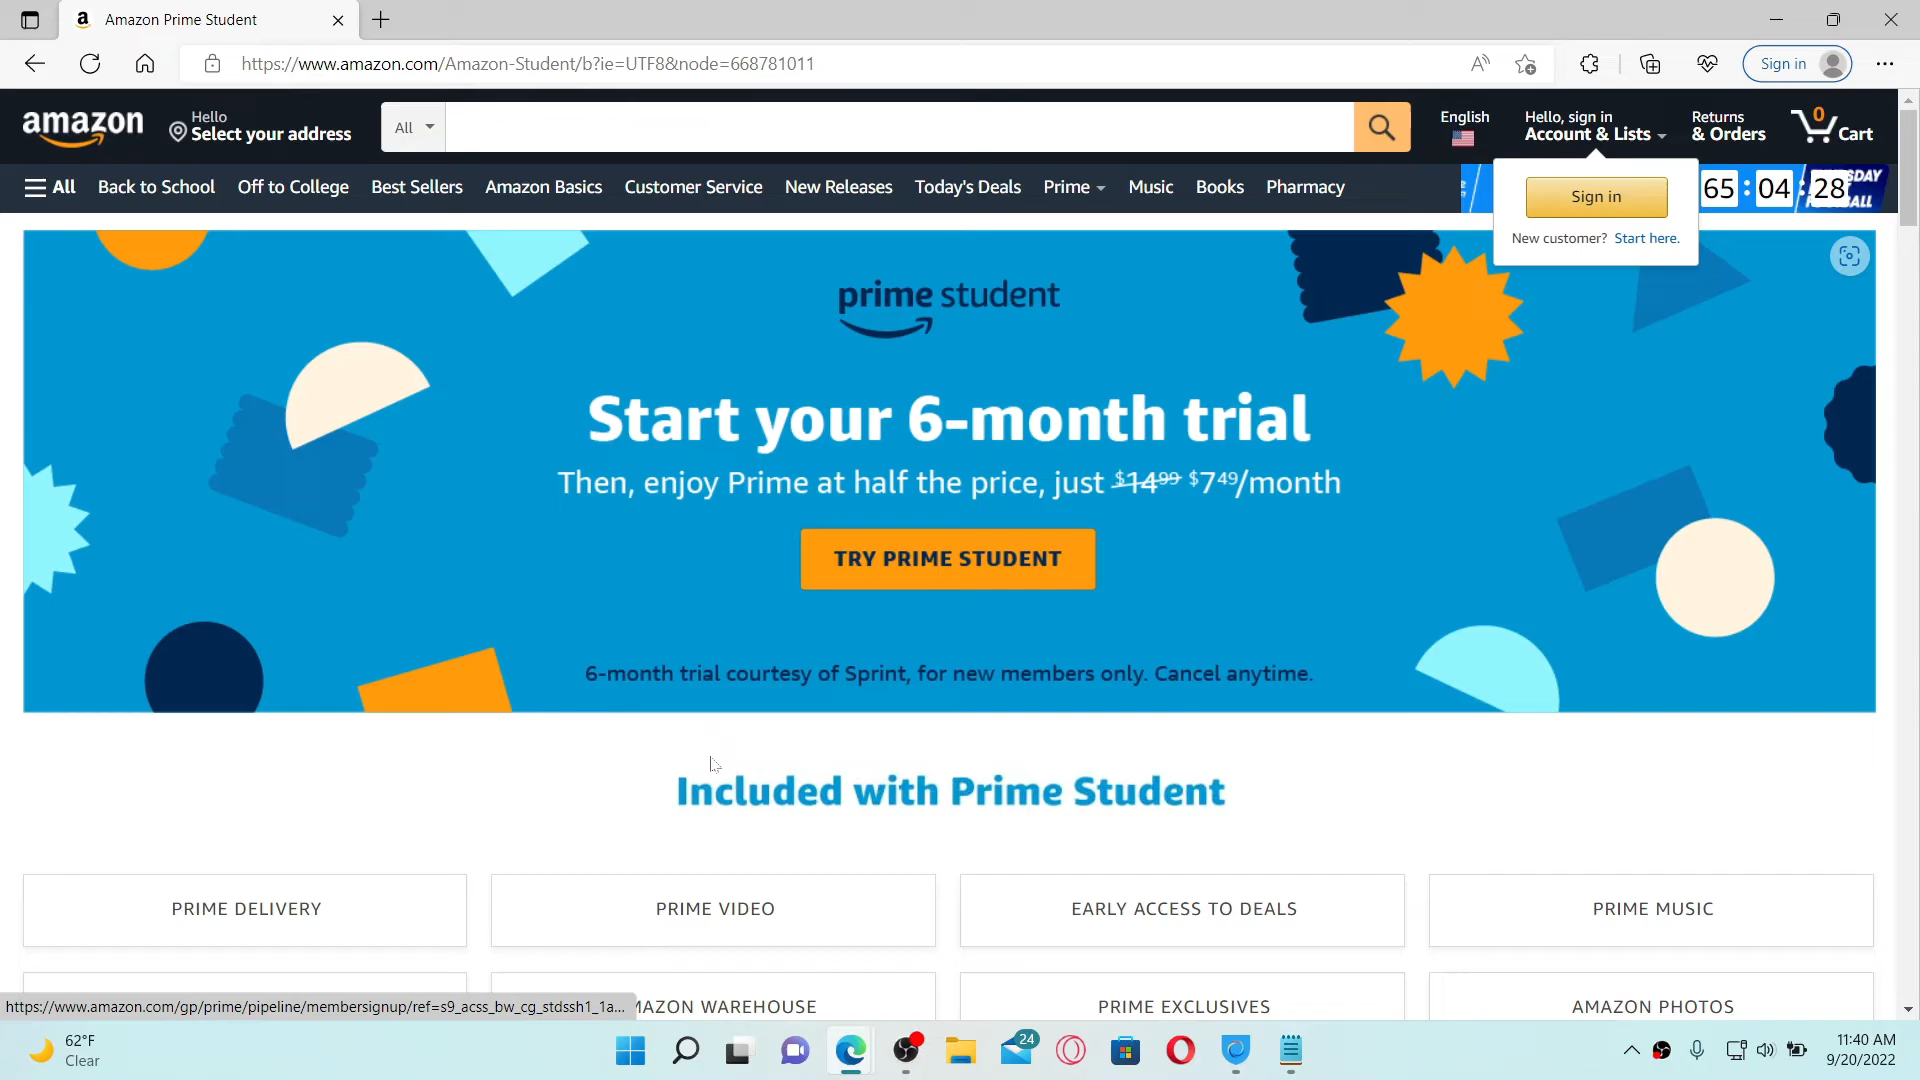 Amazon Prime Student
https://www.amazon.com/Amazon-Student/b?ie=UTF8&node=668781011
Sign in
amazon
Hello
Select your address
All
English
Hello, sign in
Account & Lists
Returns
& Orders
0
Cart
All
Back to School
Off to College
Best Sellers
Amazon Basics
Customer Service
New Releases
Today's Deals
Prime
Music
Books
Pharmacy
65 : 04 : 28
Sign in
New customer? Start here.
prime student
Start your 6-month trial
Then, enjoy Prime at half the price, just $14.99 $7.49/month
TRY PRIME STUDENT
6-month trial courtesy of Sprint, for new members only. Cancel anytime.
Included with Prime Student
PRIME DELIVERY
PRIME VIDEO
EARLY ACCESS TO DEALS
PRIME MUSIC
https://www.amazon.com/gp/prime/pipeline/membersignup/ref=s9_acss_bw_cg_stdssh1_1a...
MAZON WAREHOUSE
PRIME EXCLUSIVES
AMAZON PHOTOS
62°F
Clear
24
11:40 AM
9/20/2022